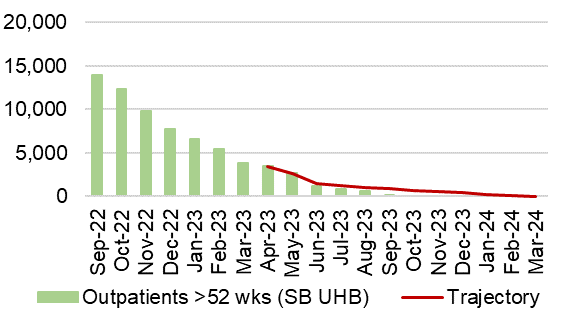 20,000
15,000
10,000
5,000
0
Sep-22
Oct-22
Nov-22
Dec-22
Jan-23
Feb-23
Mar-23
Apr-23
May-23
Jun-23
Jul-23
Aug-23
Sep-23
Oct-23
Nov-23
Dec-23
Jan-24
Feb-24
Mar-24
Outpatients >52 wks (SB UHB)
Trajectory